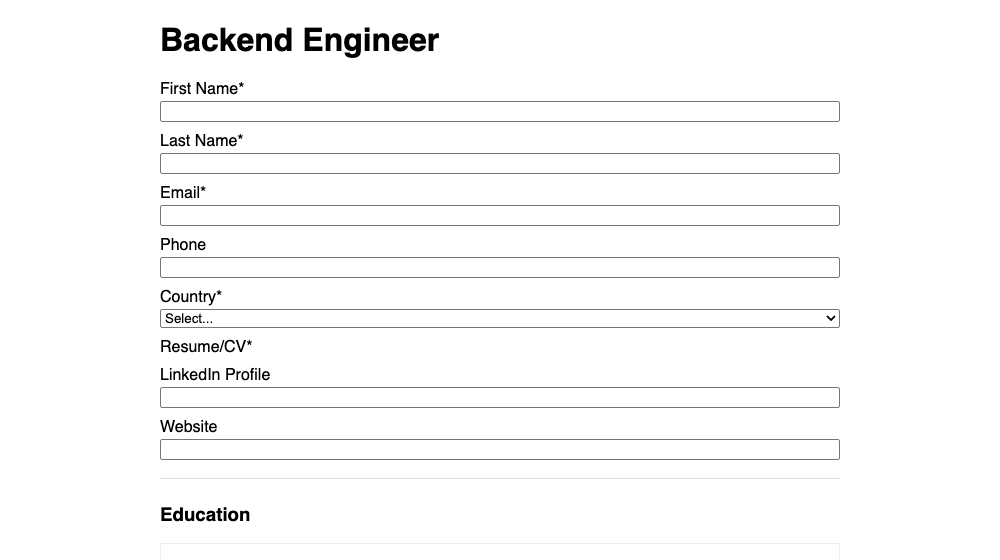 Backend Engineer
First Name*
Last Name*
Email*
Phone
Country*
Select...
Resume/CV*
LinkedIn Profile
Website
Education